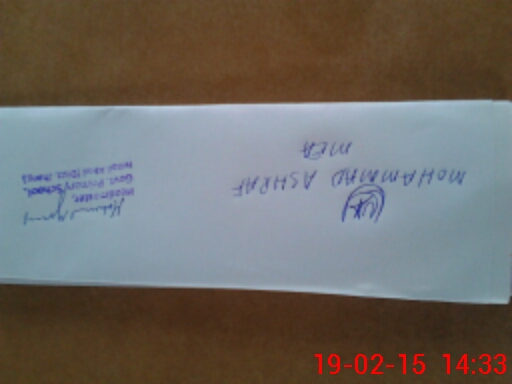 MOHAMMAD ASHRAF
MEA
Headmaster,
Govt. Primary School,
19-02-15 14:33